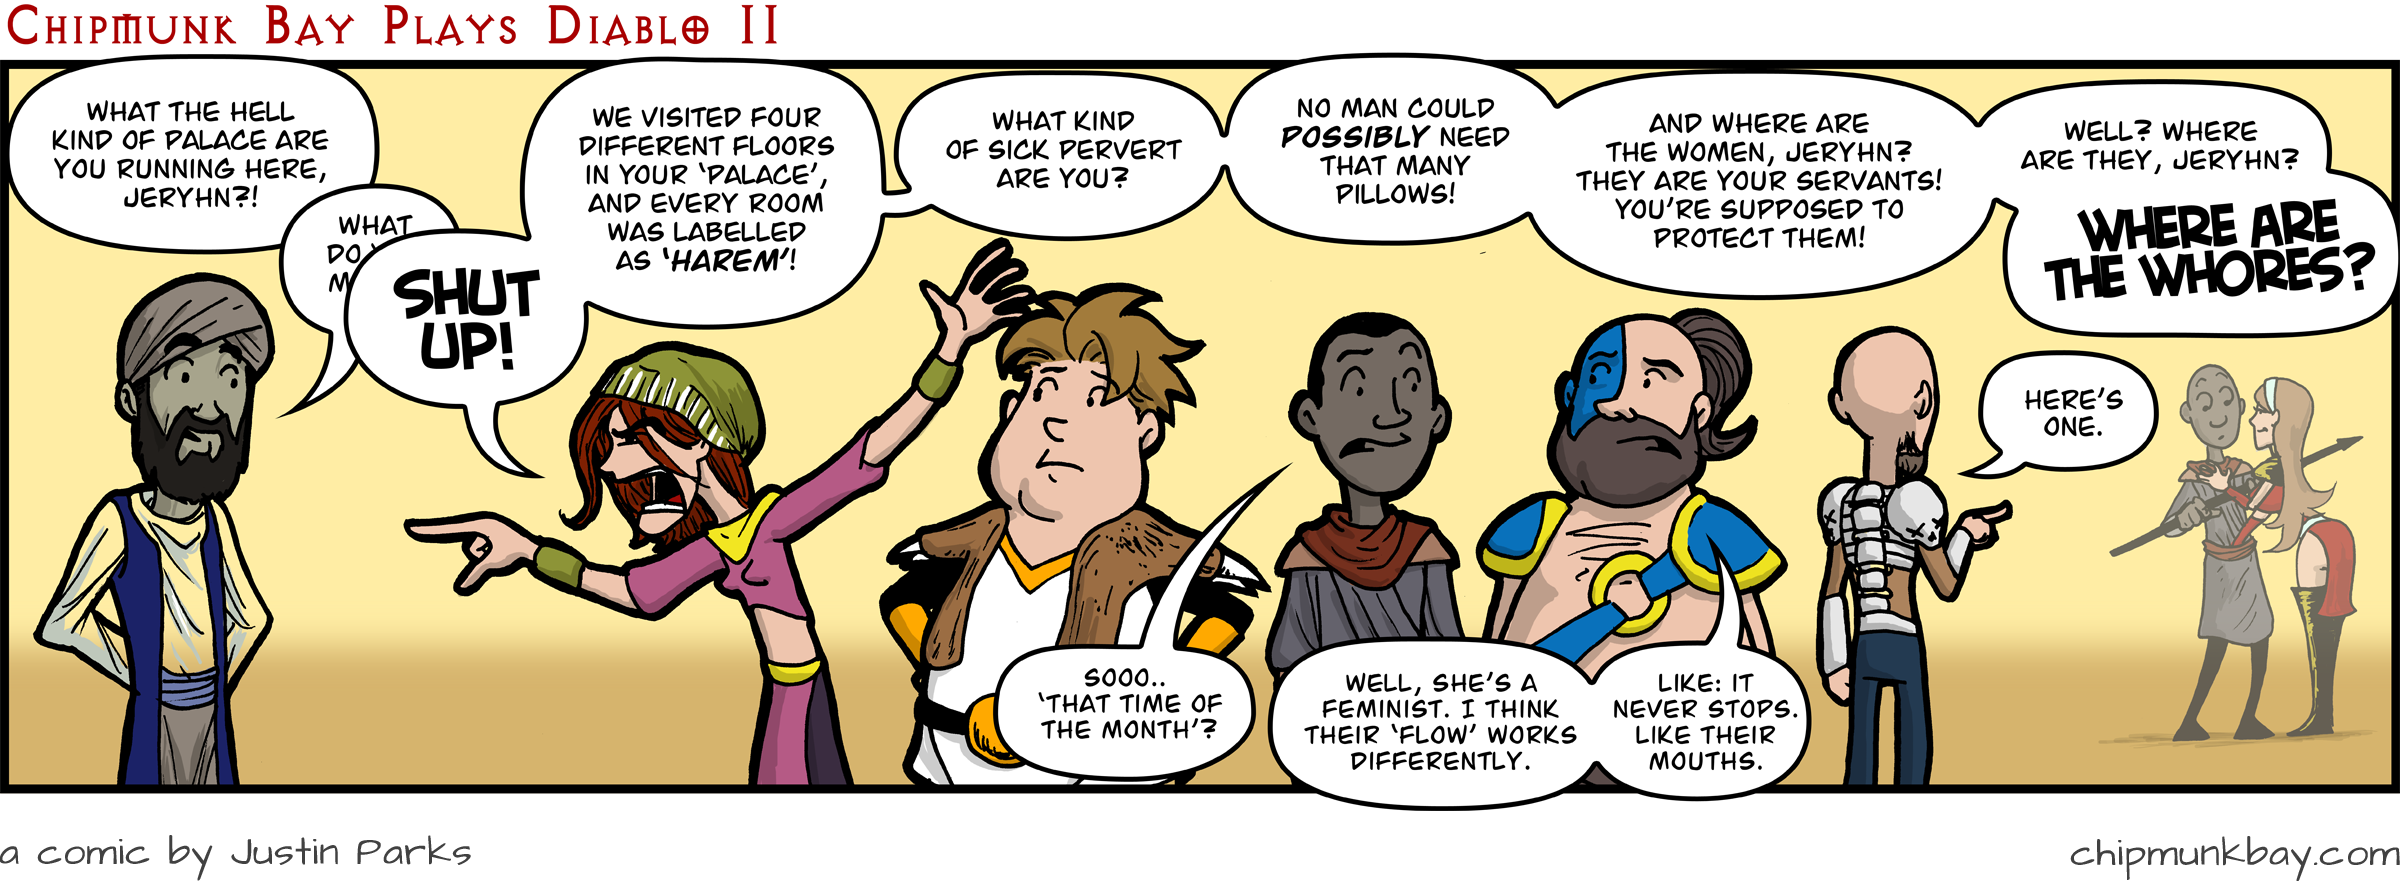 Chipmunk Bay Plays Diablo II
WHAT THE HELL
KIND OF PALACE ARE
YOU RUNNING HERE,
JERYHN?!
WHAT
DO
SHUT
UP!
WE VISITED FOUR
DIFFERENT FLOORS
IN YOUR 'PALACE',
AND EVERY ROOM
WAS LABELLED
AS 'HAREM'!
WHAT KIND
OF SICK PERVERT
ARE YOU?
NO MAN COULD
POSSIBLY NEED
THAT MANY
PILLOWS!
AND WHERE ARE
THE WOMEN, JERYHN?
THEY ARE YOUR SERVANTS!
YOU'RE SUPPOSED TO
PROTECT THEM!
WELL? WHERE
ARE THEY, JERYHN?
WHERE ARE
THE WHORES?
HERE'S
ONE.
SOOO..
'THAT TIME OF
THE MONTH'?
WELL, SHE'S A
FEMINIST. I THINK
THEIR 'FLOW' WORKS
DIFFERENTLY.
LIKE: IT
NEVER STOPS.
LIKE THEIR
MOUTHS.
a comic by Justin Parks
chipmunkbay.com